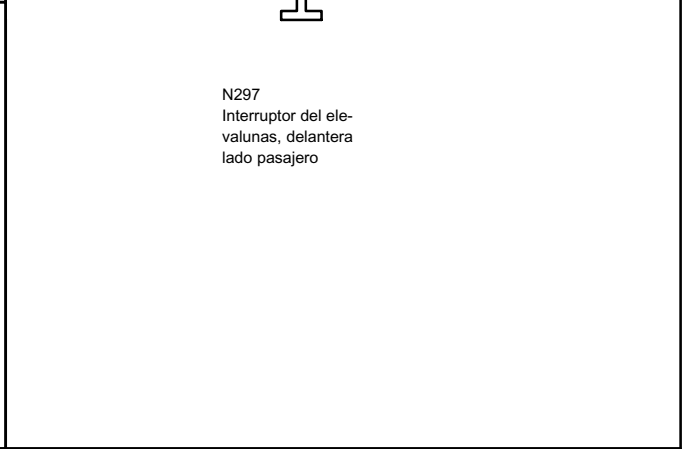 N297
Interruptor del ele-
valunas, delantera
lado pasajero